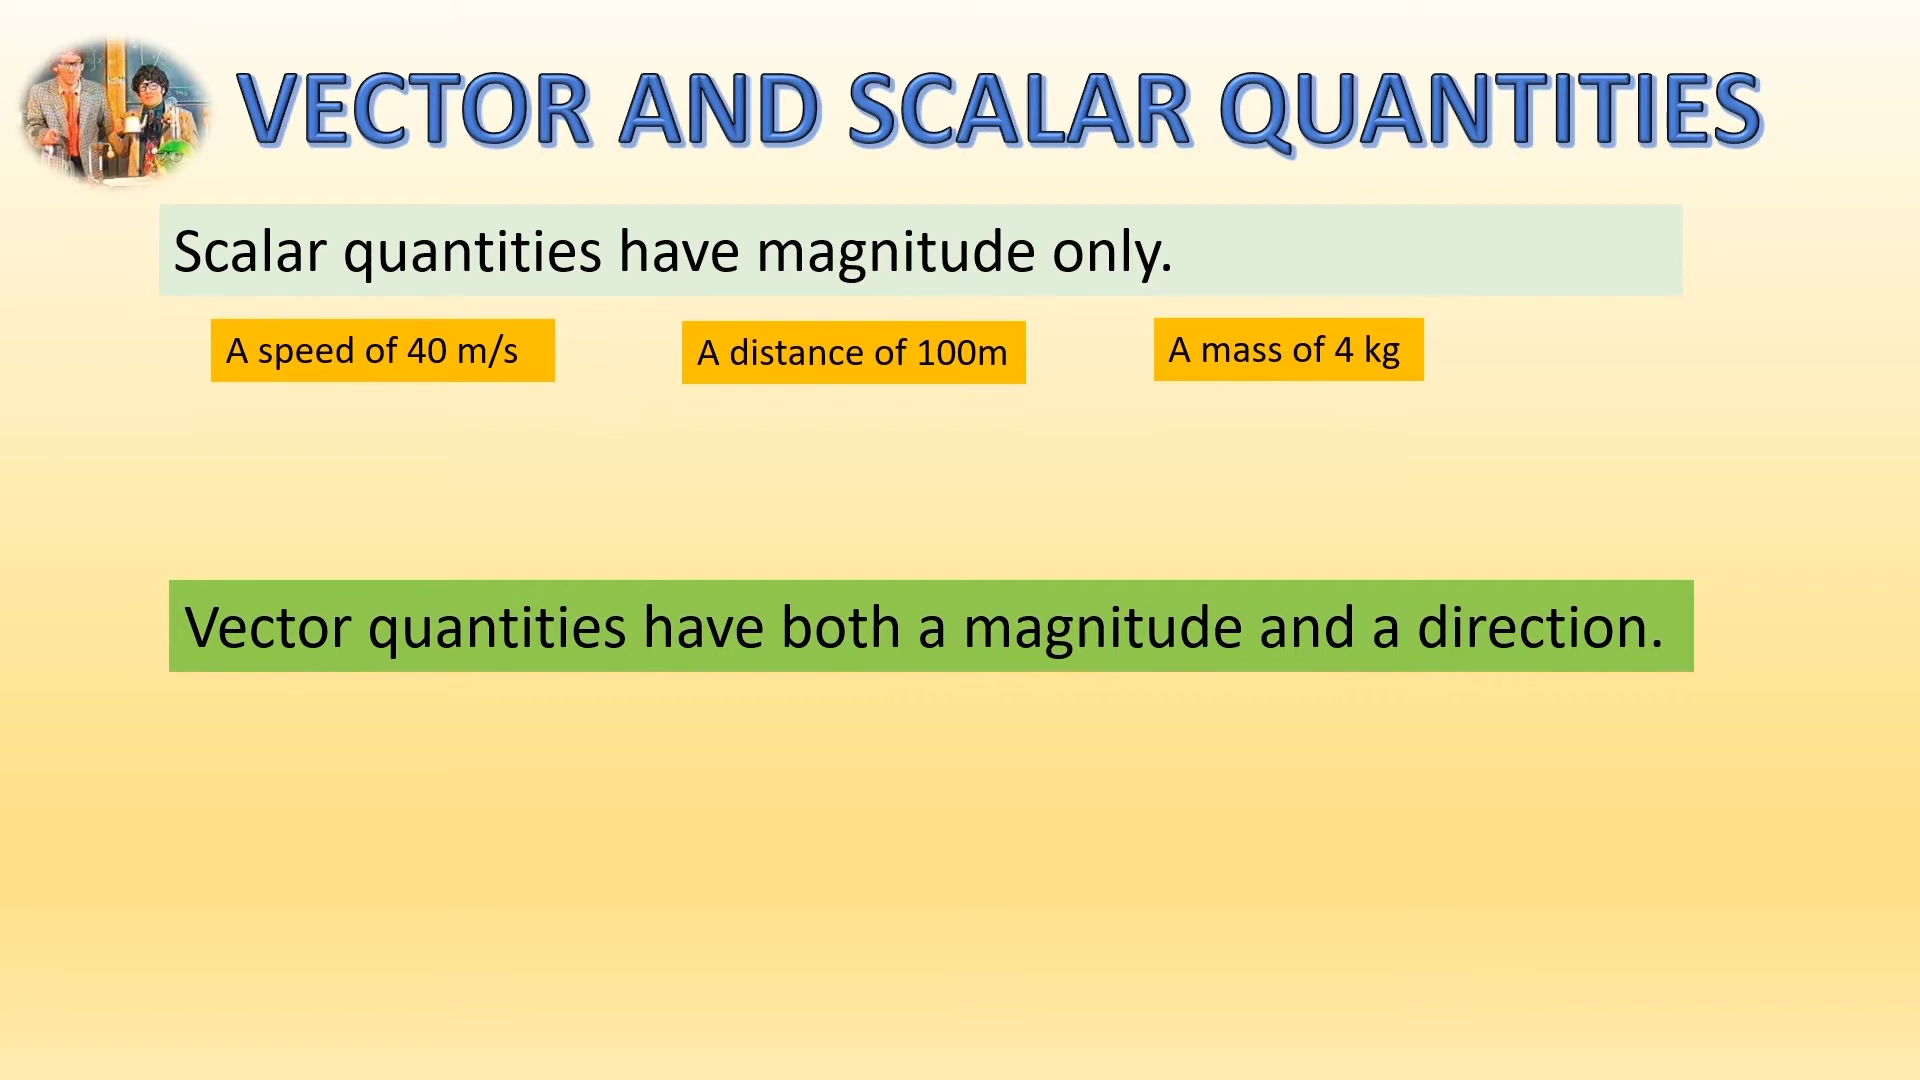 VECTOR AND SCALAR QUANTITIES
Scalar quantities have magnitude only.
A speed of 40 m/s
A distance of 100m
A mass of 4 kg
Vector quantities have both a magnitude and a direction.